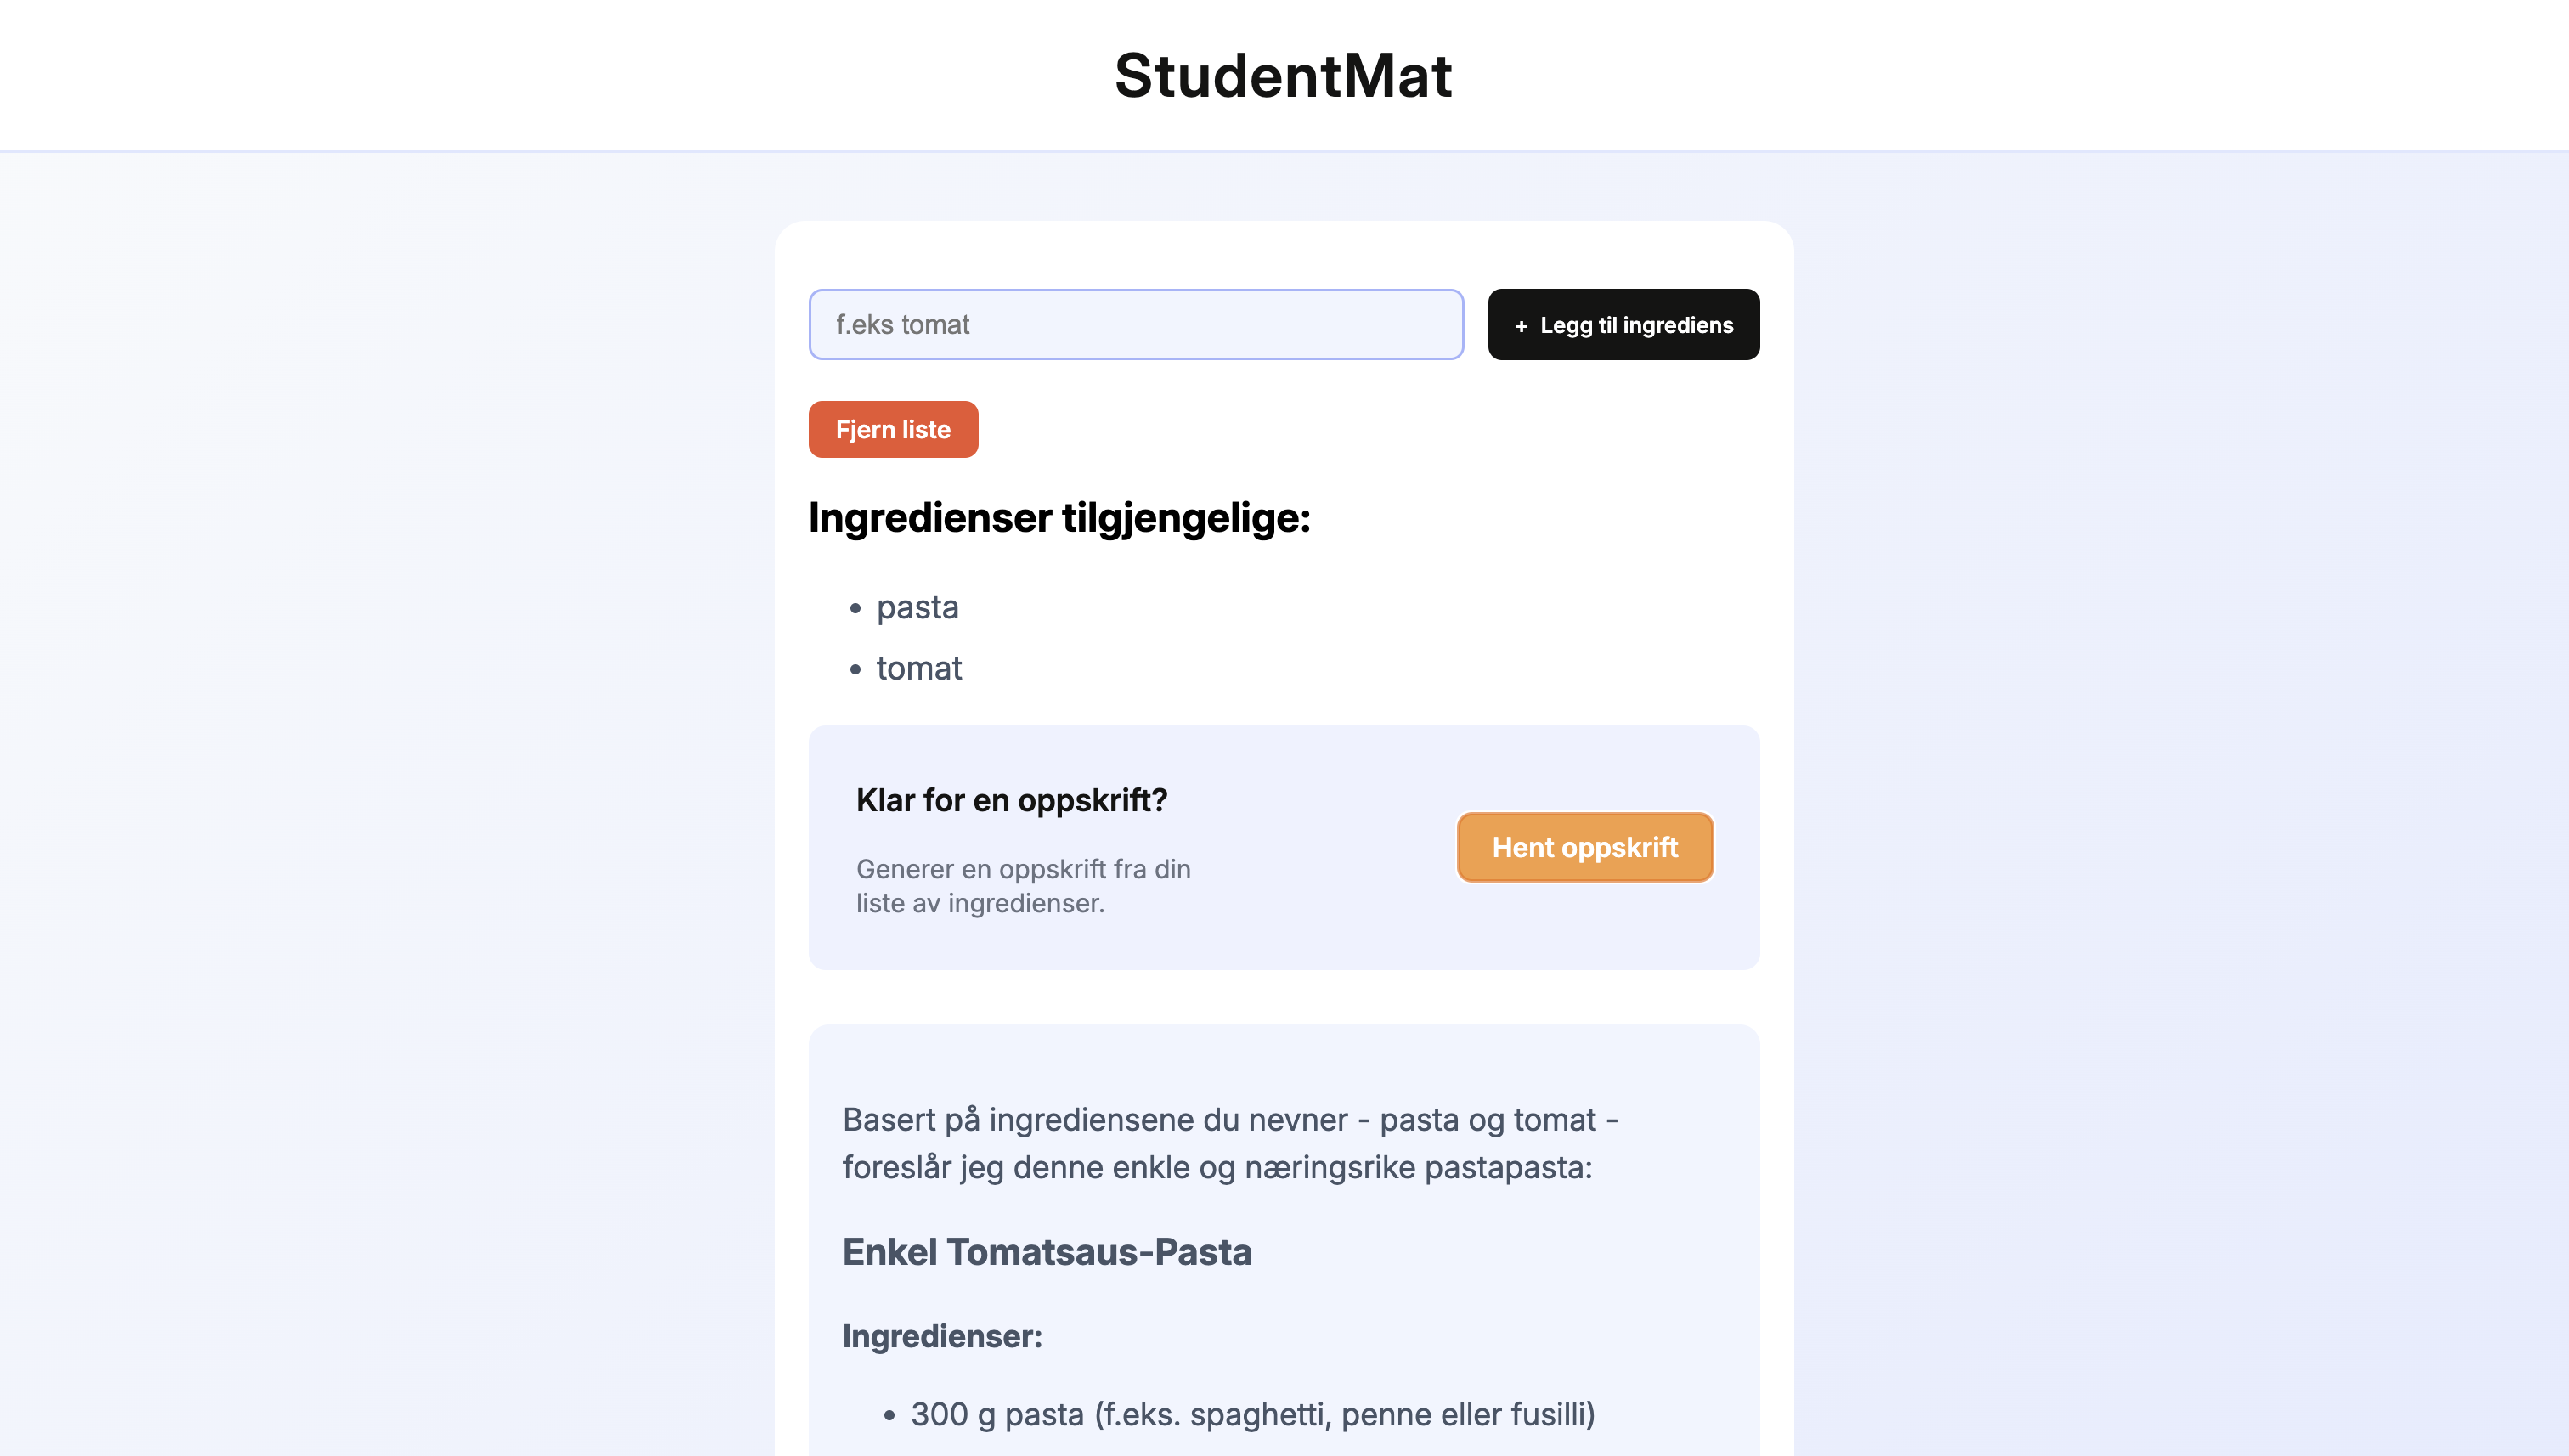 StudentMat
f.eks tomat
+ Legg til ingrediens
Fjern liste
Ingredienser tilgjengelige:
• pasta
• tomat
Klar for en oppskrift?
Generer en oppskrift fra din
liste av ingredienser.
Hent oppskrift
Basert på ingrediensene du nevner - pasta og tomat -
foreslår jeg denne enkle og næringsrike pastapasta:
Enkel Tomatsaus-Pasta
Ingredienser:
• 300 g pasta (f.eks. spaghetti, penne eller fusilli)